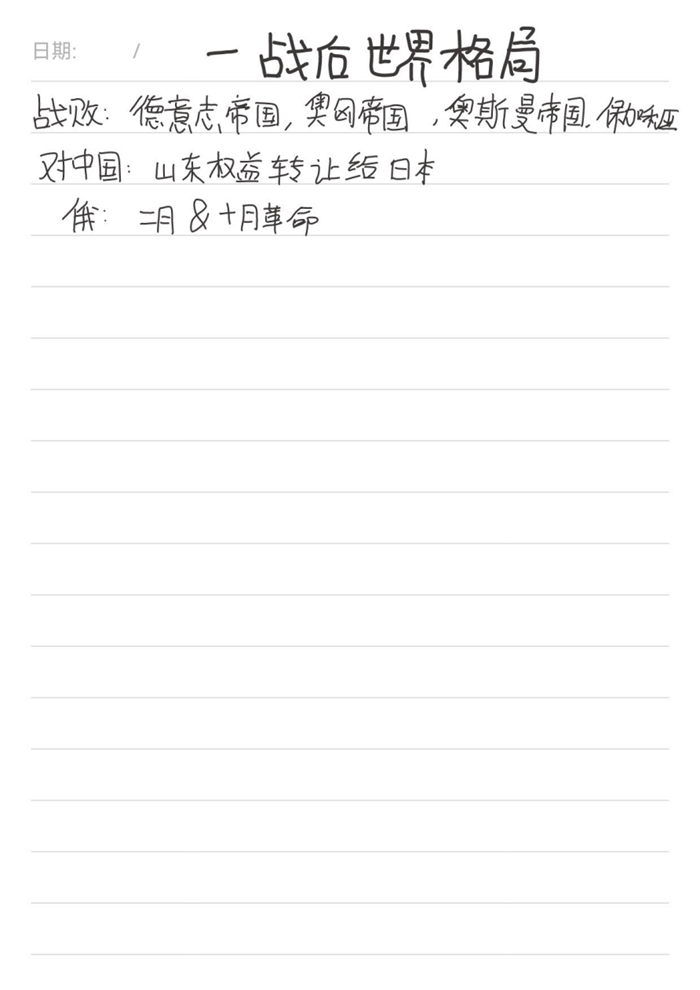 日期: /
一战后世界格局
战败：德意志帝国，奥匈帝国，奥斯曼帝国，保加利亚
对中国：山东权益转让给日本
俄：二月 & 十月革命